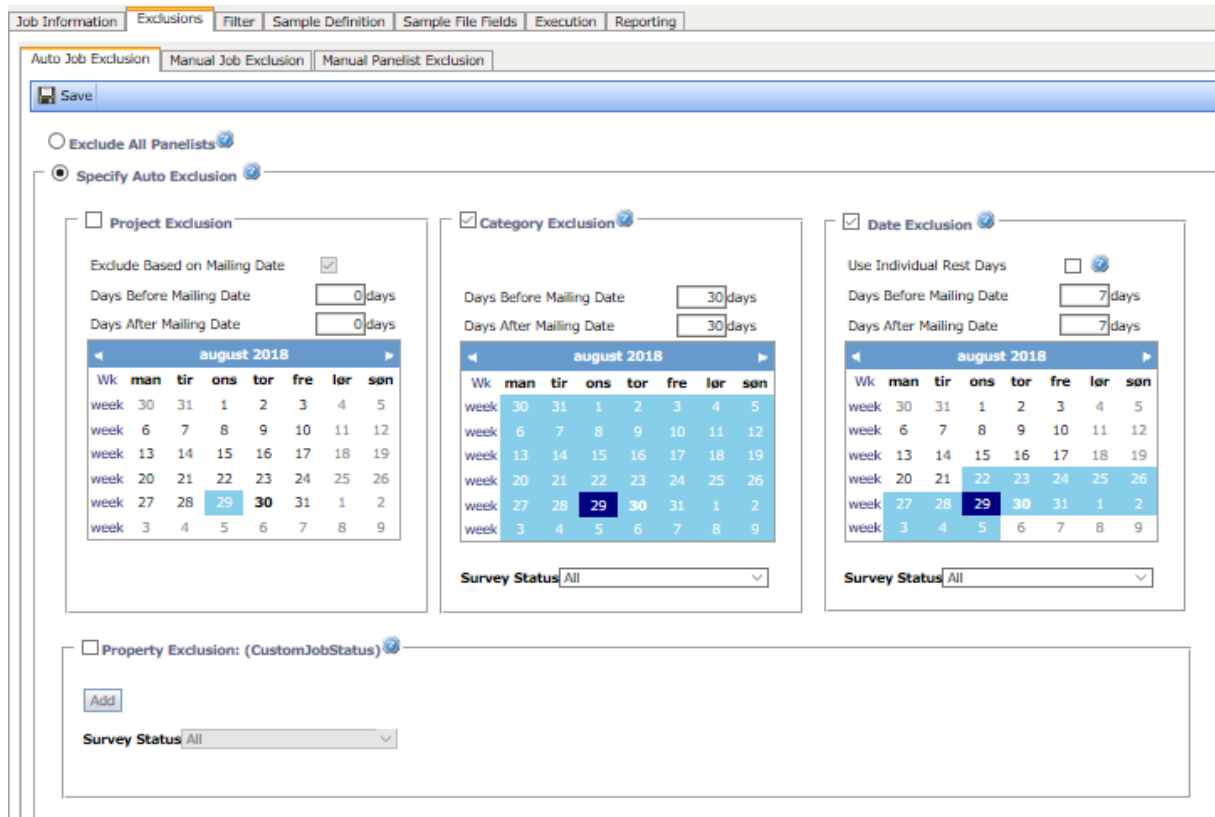 Job Information Exclusions Filter Sample Definition Sample File Fields Execution Reporting
Auto Job Exclusion Manual Job Exclusion Manual Panelist Exclusion
Save
Exclude All Panelists
Specify Auto Exclusion
Project Exclusion
Exclude Based on Mailing Date
Days Before Mailing Date 0 days
Days After Mailing Date 0 days
august 2018
Wk man tir ons tor fre lør søn
week 30 31 1 2 3 4 5
week 6 7 8 9 10 11 12
week 13 14 15 16 17 18 19
week 20 21 22 23 24 25 26
week 27 28 29 30 31 1 2
week 3 4 5 6 7 8 9
Category Exclusion
Days Before Mailing Date 30 days
Days After Mailing Date 30 days
august 2018
Wk man tir ons tor fre lør søn
week 30 31 1 2 3 4 5
week 6 7 8 9 10 11 12
week 13 14 15 16 17 18 19
week 20 21 22 23 24 25 26
week 27 28 29 30 31 1 2
week 3 4 5 6 7 8 9
Survey Status All
Date Exclusion
Use Individual Rest Days
Days Before Mailing Date 7 days
Days After Mailing Date 7 days
august 2018
Wk man tir ons tor fre lør søn
week 30 31 1 2 3 4 5
week 6 7 8 9 10 11 12
week 13 14 15 16 17 18 19
week 20 21 22 23 24 25 26
week 27 28 29 30 31 1 2
week 3 4 5 6 7 8 9
Survey Status All
Property Exclusion: (CustomJobStatus)
Add
Survey Status All